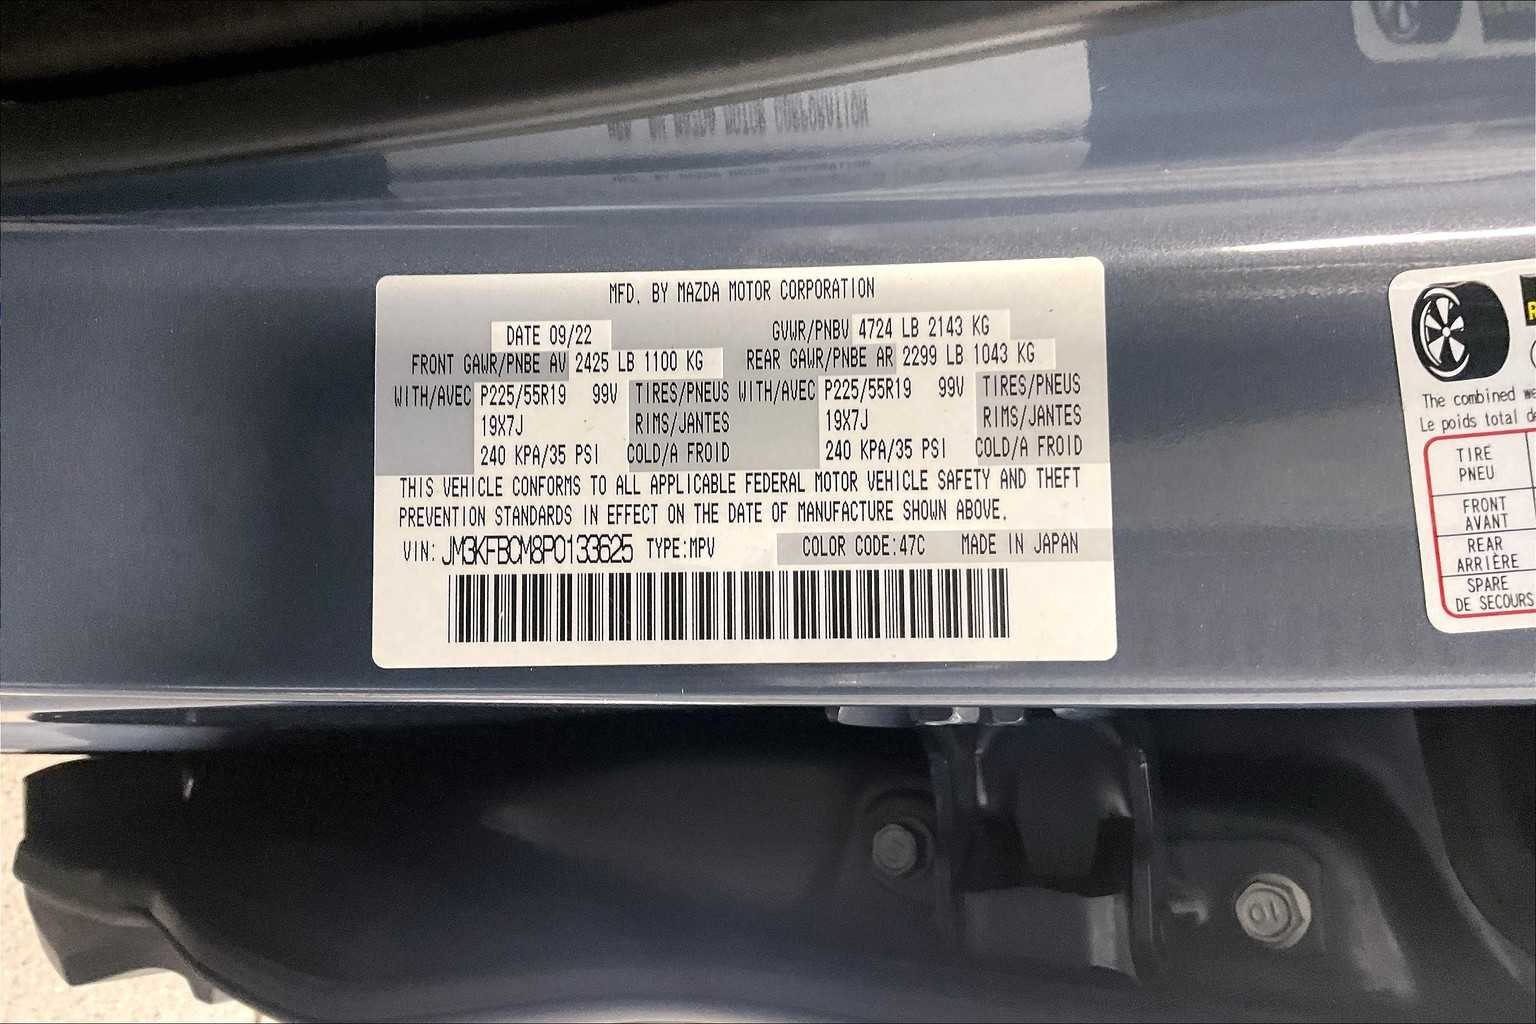 MFD. BY MAZDA MOTOR CORPORATION
DATE 09/22 GVWR/PNBV 4724 LB 2143 KG
FRONT GAWR/PNBE AV 2425 LB 1100 KG REAR GAWR/PNBE AR 2299 LB 1043 KG
WITH/AVEC P225/55R19 99V TIRES/PNEUS WITH/AVEC P225/55R19 99V TIRES/PNEUS
19X7J RIMS/JANTES 19X7J RIMS/JANTES
240 KPA/35 PSI COLD/A FROID 240 KPA/35 PSI COLD/A FROID
THIS VEHICLE CONFORMS TO ALL APPLICABLE FEDERAL MOTOR VEHICLE SAFETY AND THEFT
PREVENTION STANDARDS IN EFFECT ON THE DATE OF MANUFACTURE SHOWN ABOVE.
VIN: JM3KFBCM8P0133625 TYPE:MPV COLOR CODE:47C MADE IN JAPAN
The combined
Le poids total
TIRE
PNEU
FRONT
AVANT
REAR
ARRIÈRE
SPARE
DE SECOURS
10